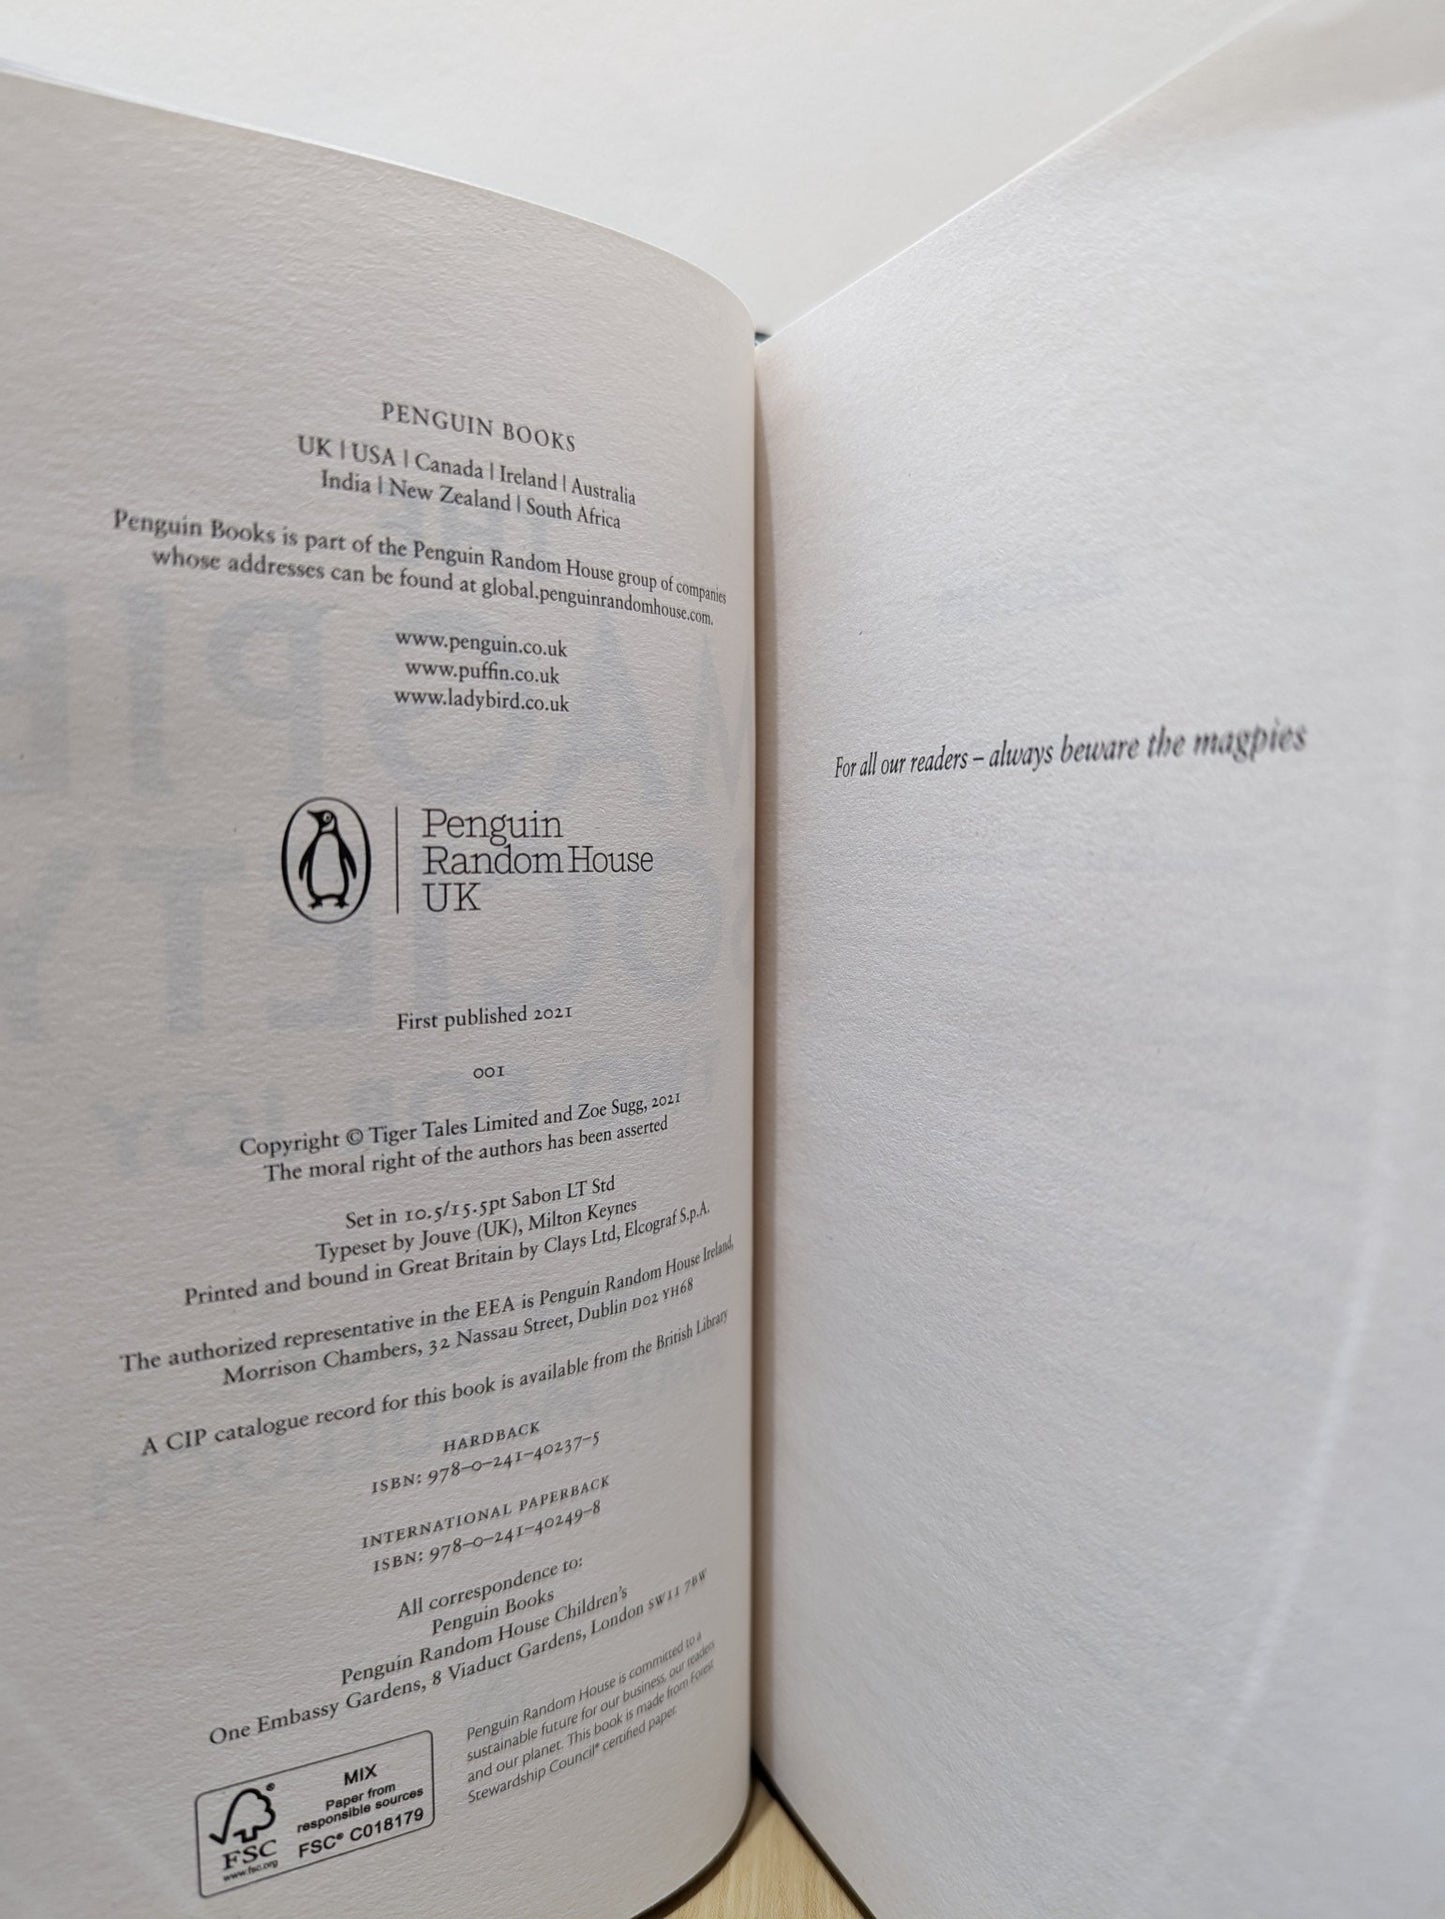 PENGUIN BOOKS
UK | USA | Canada | Ireland | Australia
India | New Zealand | South Africa
Penguin Books is part of the Penguin Random House group of companies
whose addresses can be found at global.penguinrandomhouse.com.
www.penguin.co.uk
www.puffin.co.uk
www.ladybird.co.uk
Penguin
Random House
UK
First published 2021
001
Copyright © Tiger Tales Limited and Zoe Sugg, 2021
The moral right of the authors has been asserted
Set in 10.5/15.5pt Sabon LT Std
Typeset by Jouve (UK), Milton Keynes
Printed and bound in Great Britain by Clays Ltd, Elcograf S.p.A.
The authorized representative in the EEA is Penguin Random House Ireland,
Morrison Chambers, 32 Nassau Street, Dublin D02 YH68
A CIP catalogue record for this book is available from the British Library
HARDBACK
ISBN: 978–0–241–40237–5
INTERNATIONAL PAPERBACK
ISBN: 978–0–241–40249–8
All correspondence to:
Penguin Books
Penguin Random House Children's
One Embassy Gardens, 8 Viaduct Gardens, London SW11 7BW
Penguin Random House is committed to a
sustainable future for our business, our readers
and our planet. This book is made from Forest
Stewardship Council® certified paper.
MIX
Paper from
responsible sources
FSC® C018179
FSC
www.fsc.org
For all our readers – always beware the magpies